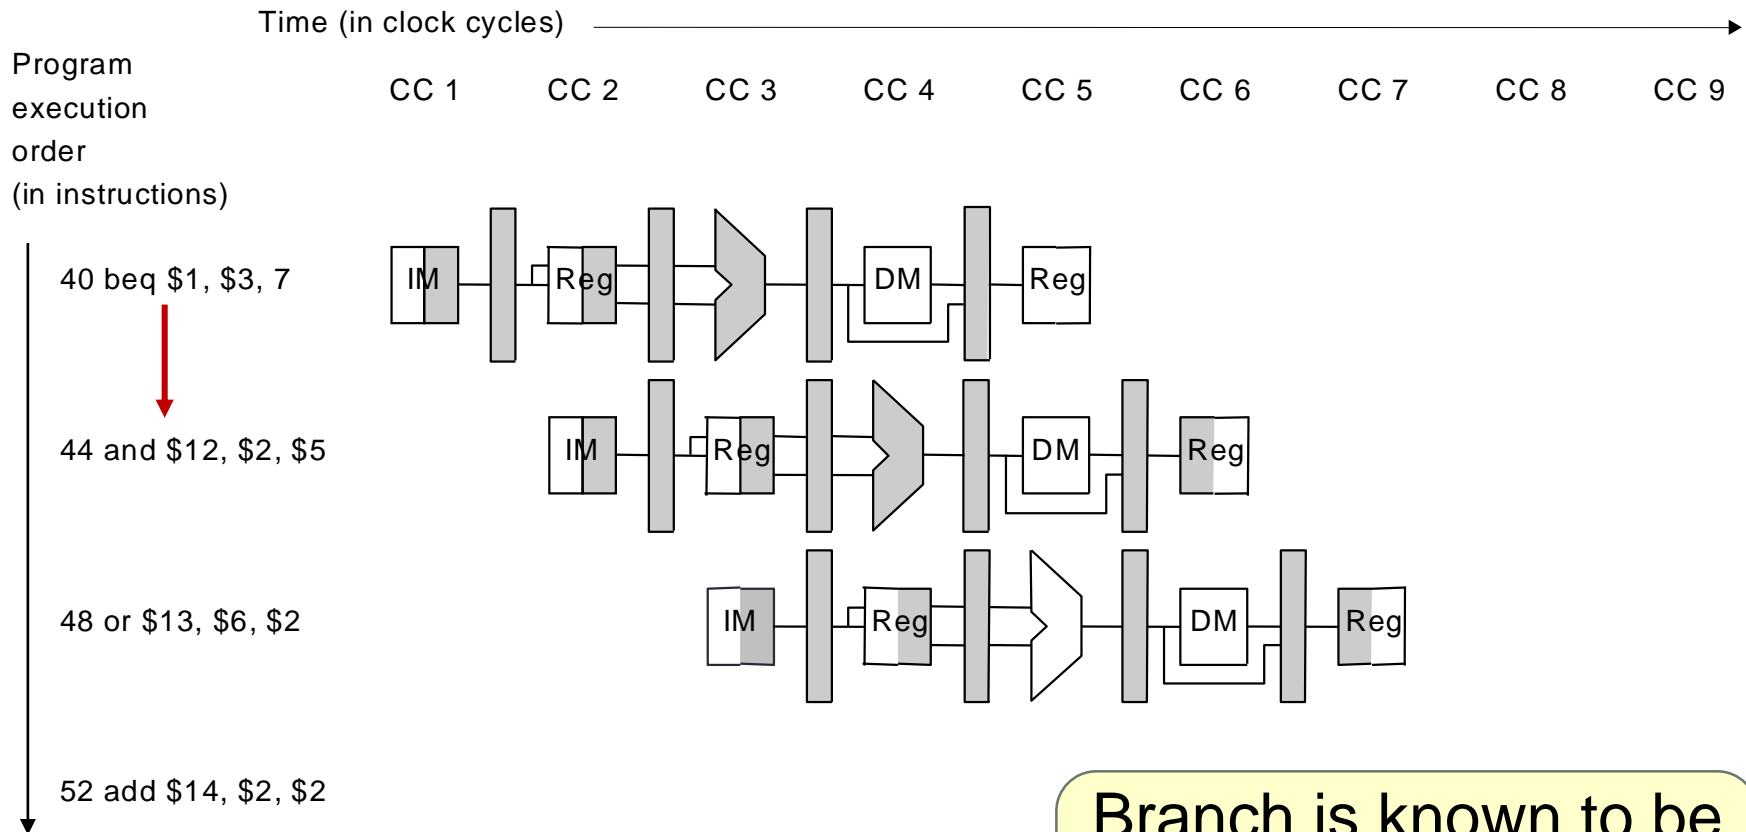 Time (in clock cycles)
Program
execution
order
(in instructions)
CC 1 CC 2 CC 3 CC 4 CC 5 CC 6 CC 7 CC 8 CC 9
40 beq $1, $3, 7
IM Reg DM Reg
44 and $12, $2, $5
IM Reg DM Reg
48 or $13, $6, $2
IM Reg DM Reg
52 add $14, $2, $2
Branch is known to be